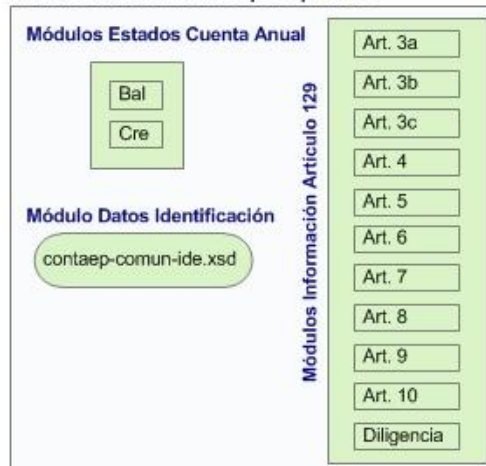 Módulos Estados Cuenta Anual
Bal
Cre
Módulo Datos Identificación
contaep-comun-ide.xsd
Módulos Información Artículo 129
Art. 3a
Art. 3b
Art. 3c
Art. 4
Art. 5
Art. 6
Art. 7
Art. 8
Art. 9
Art. 10
Diligencia